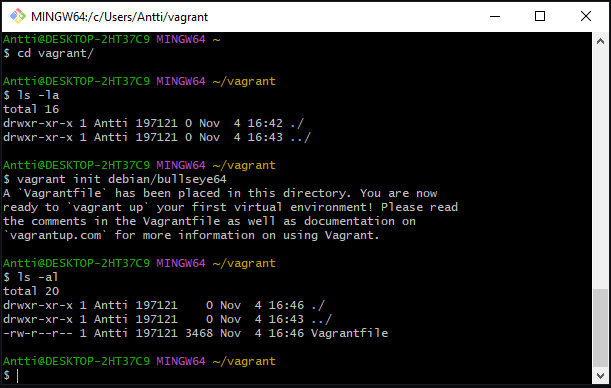 MINGW64:/c/Users/Antti/vagrant
Antti@DESKTOP-2HT37C9 MINGW64 ~
$ cd vagrant/
Antti@DESKTOP-2HT37C9 MINGW64 ~/vagrant
$ ls -la
total 16
drwxr-xr-x 1 Antti 197121 0 Nov  4 16:42 ./
drwxr-xr-x 1 Antti 197121 0 Nov  4 16:43 ../
Antti@DESKTOP-2HT37C9 MINGW64 ~/vagrant
$ vagrant init debian/bullseye64
A `Vagrantfile` has been placed in this directory. You are now
ready to `vagrant up` your first virtual environment! Please read
the comments in the Vagrantfile as well as documentation on
`vagrantup.com` for more information on using Vagrant.
Antti@DESKTOP-2HT37C9 MINGW64 ~/vagrant
$ ls -al
total 20
drwxr-xr-x 1 Antti 197121    0 Nov  4 16:46 ./
drwxr-xr-x 1 Antti 197121    0 Nov  4 16:43 ../
-rw-r--r-- 1 Antti 197121 3468 Nov  4 16:46 Vagrantfile
Antti@DESKTOP-2HT37C9 MINGW64 ~/vagrant
$